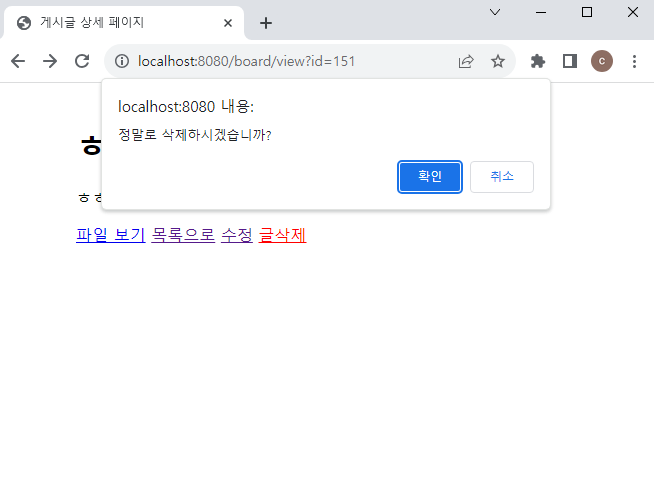 게시글 상세 페이지
localhost:8080/board/view?id=151
c
localhost:8080 내용:
정말로 삭제하시겠습니까?
확인 취소
파일 보기 목록으로 수정 글삭제